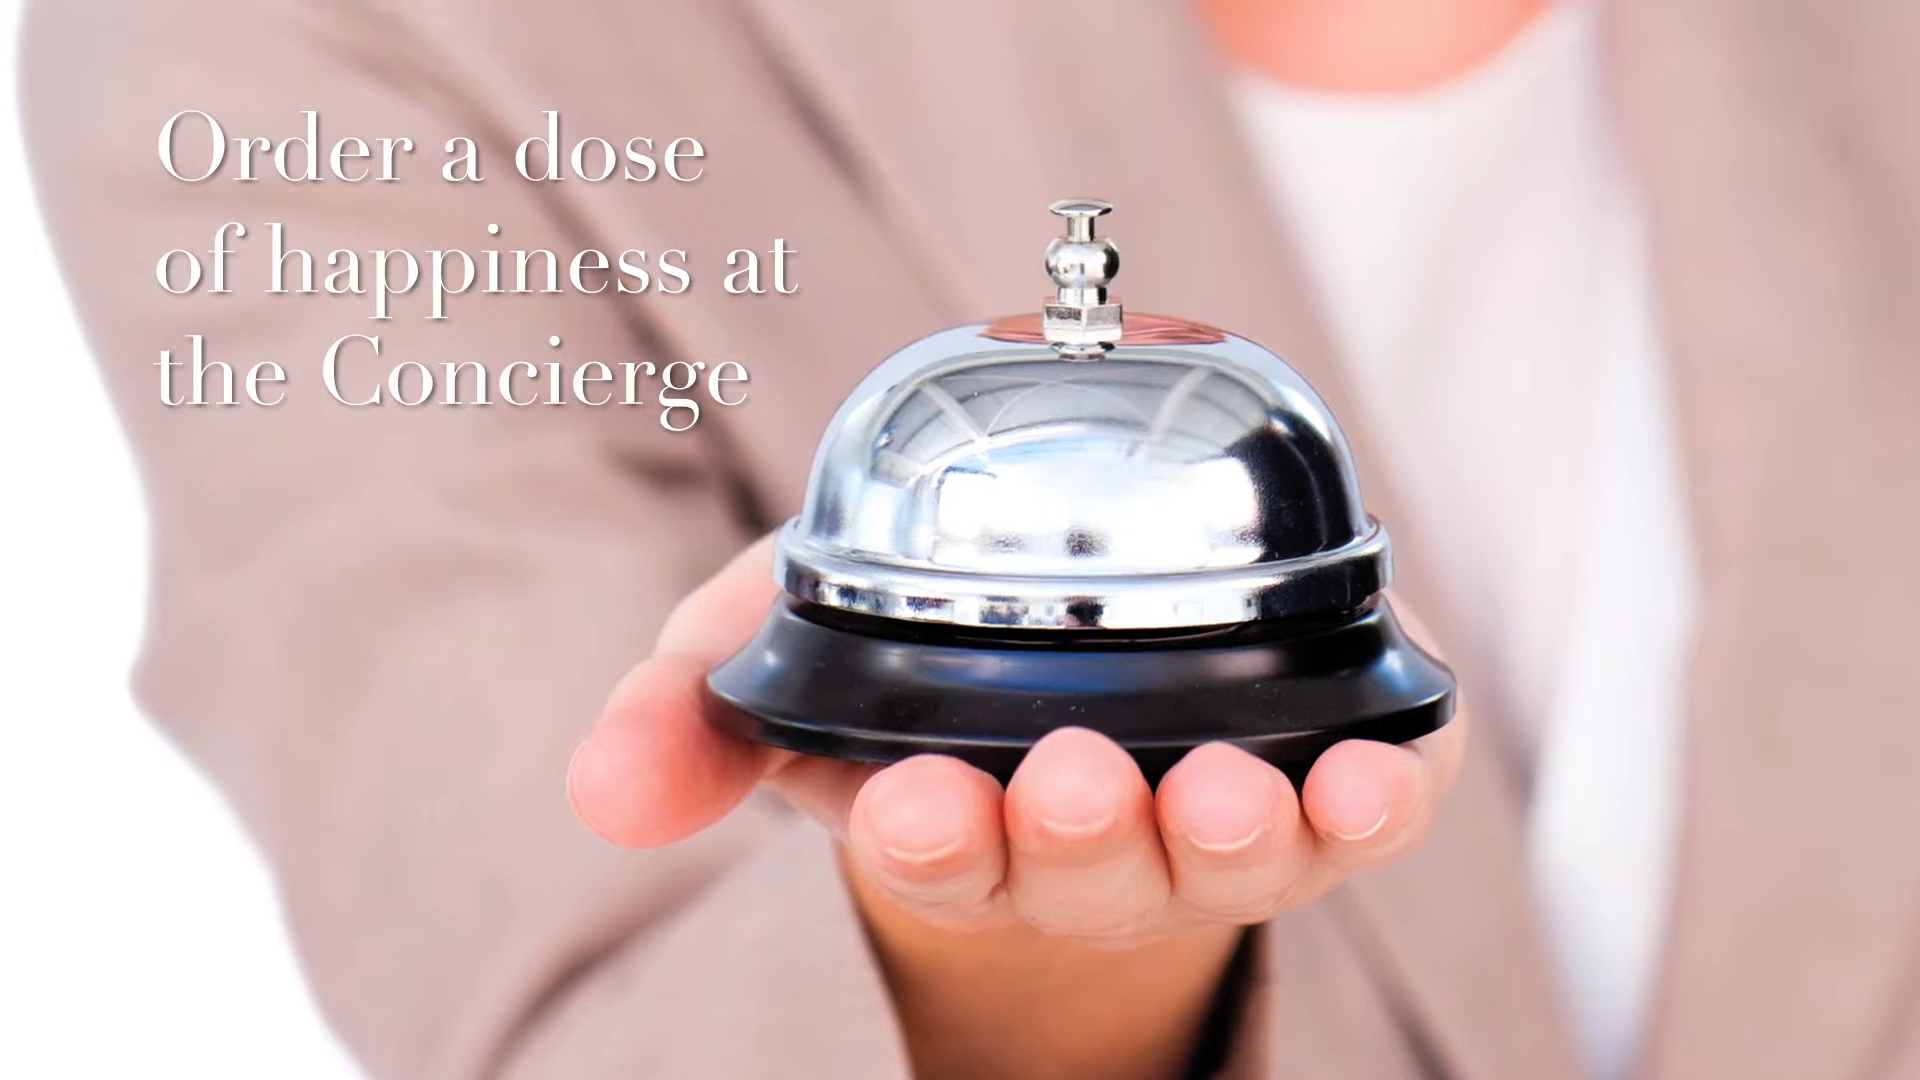 Order a dose
of happiness at
the Concierge